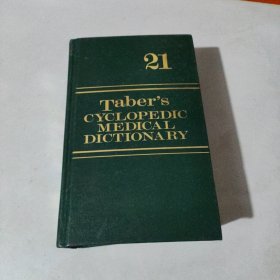 21
Taber's
CYCLOPEDIC
MEDICAL
DICTIONARY